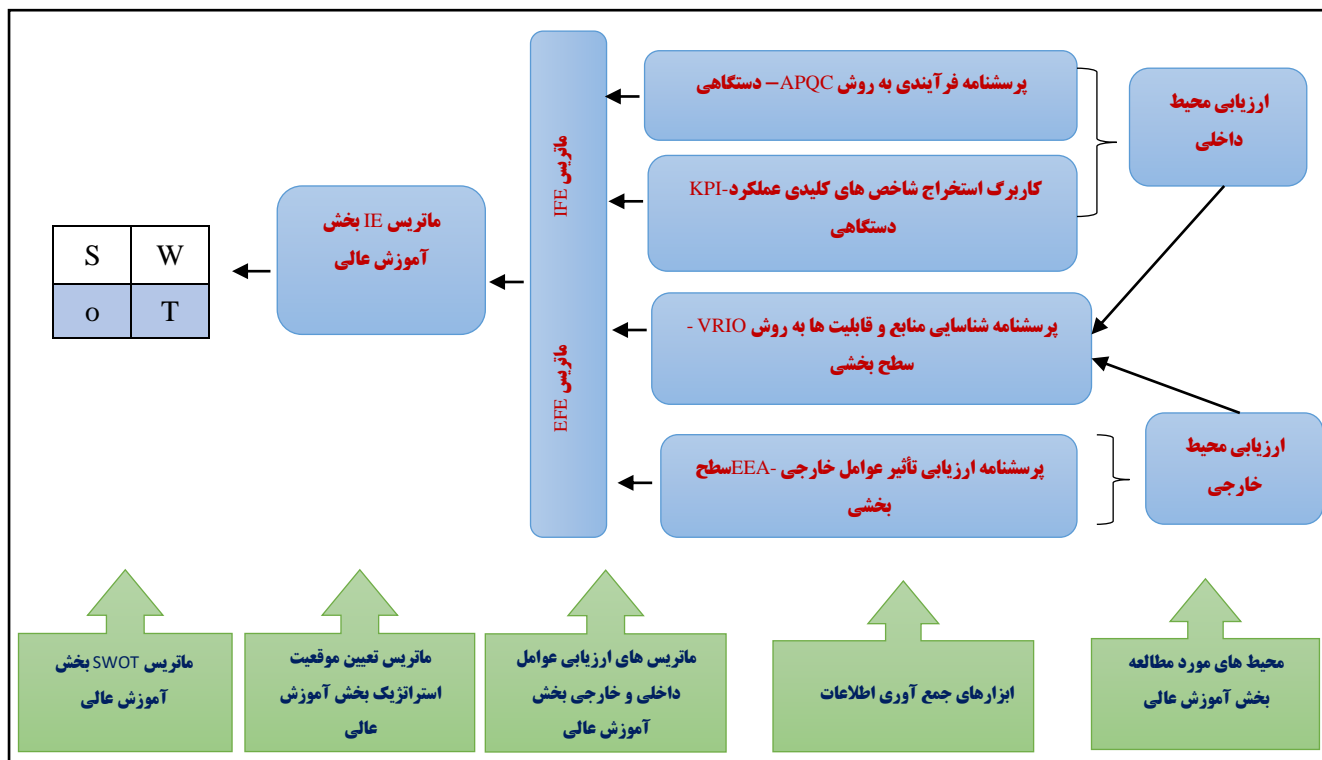 پرسشنامه فرآیندی به روش APQC – دستگاهی
ارزیابی محیط
داخلی
کاربرگ استخراج شاخص های کلیدی عملکرد-KPI
دستگاهی
ماتریس IFE
ماتریس IE بخش
آموزش عالی
S W
o T
پرسشنامه شناسایی منابع و قابلیت ها به روش VRIO -
سطح بخشی
ماتریس EFE
ارزیابی محیط
خارجی
پرسشنامه ارزیابی تأثیر عوامل خارجی -EEAسطح
بخشی
محیط های مورد مطالعه
بخش آموزش عالی
ابزارهای جمع آوری اطلاعات
ماتریس های ارزیابی عوامل
داخلی و خارجی بخش
آموزش عالی
ماتریس تعیین موقعیت
استراتژیک بخش آموزش
عالی
ماتریس SWOT بخش
آموزش عالی